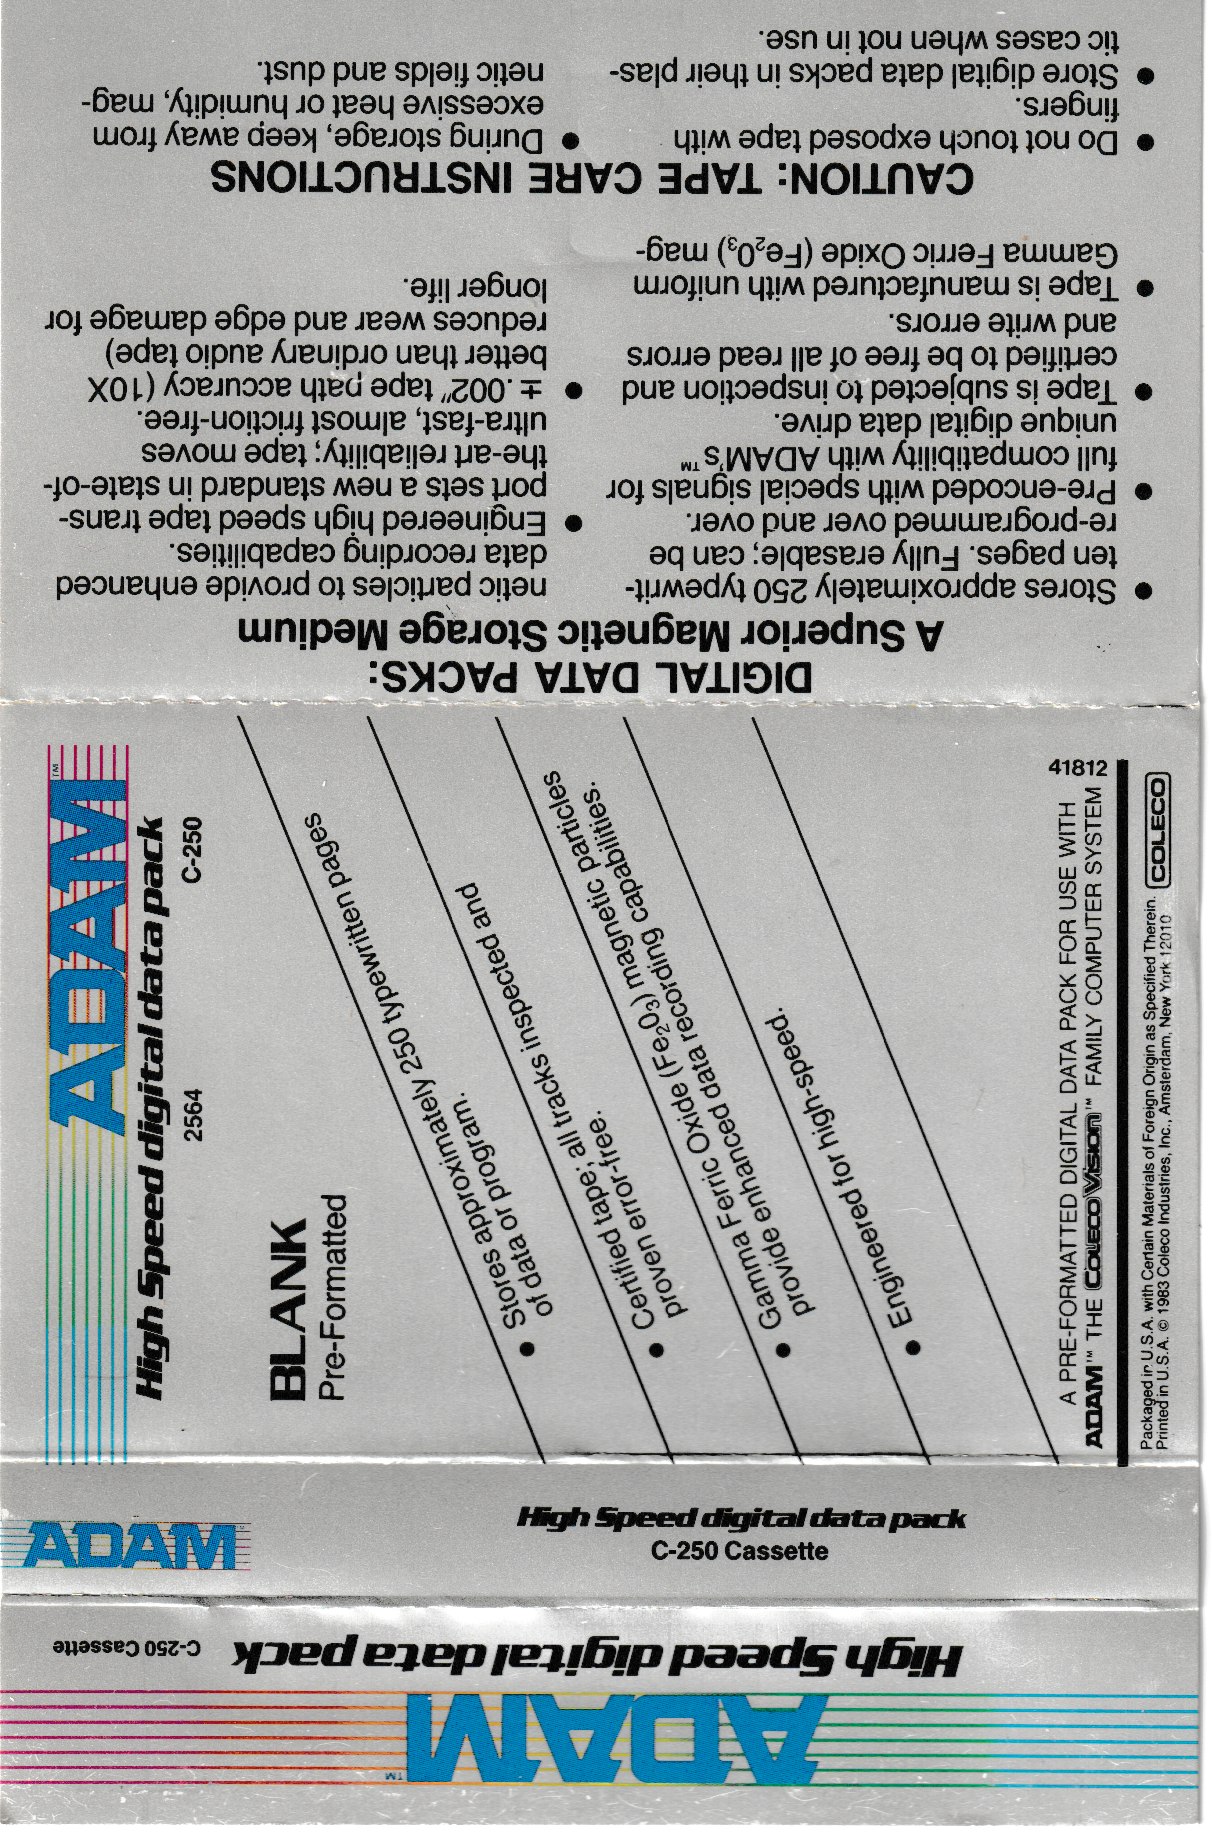 DIGITAL DATA PACKS:
A Superior Magnetic Storage Medium
● Stores approximately 250 typewrit-
ten pages. Fully erasable; can be
re-programmed over and over.
● Pre-encoded with special signals for
full compatibility with ADAM's™
unique digital data drive.
● Tape is subjected to inspection and
certified to be free of all read errors
and write errors.
● Tape is manufactured with uniform
Gamma Ferric Oxide (Fe₂0₃) mag-
netic particles to provide enhanced
data recording capabilities.
● Engineered high speed tape trans-
port sets a new standard in state-of-
the-art reliability; tape moves
ultra-fast, almost friction-free.
● ± .002" tape path accuracy (10X
better than ordinary audio tape)
reduces wear and edge damage for
longer life.
CAUTION: TAPE CARE INSTRUCTIONS
● Do not touch exposed tape with
fingers.
● Store digital data packs in their plas-
tic cases when not in use.
● During storage, keep away from
excessive heat or humidity, mag-
netic fields and dust.
ADAM™
High Speed digital data pack
2564 C-250
BLANK
Pre-Formatted
● Stores approximately 250 typewritten pages
of data or program.
● Certified tape; all tracks inspected and
proven error-free.
● Gamma Ferric Oxide (Fe₂0₃) magnetic particles
provide enhanced data recording capabilities.
● Engineered for high-speed.
41812
A PRE-FORMATTED DIGITAL DATA PACK FOR USE WITH
ADAM™ THE COLECOVISION™ FAMILY COMPUTER SYSTEM
Packaged in U.S.A. with Certain Materials of Foreign Origin as Specified Therein.
Printed in U.S.A. © 1983 Coleco Industries, Inc., Amsterdam, New York 12010
COLECO
ADAM™
High Speed digital data pack
C-250 Cassette
ADAM™
High Speed digital data pack C-250 Cassette